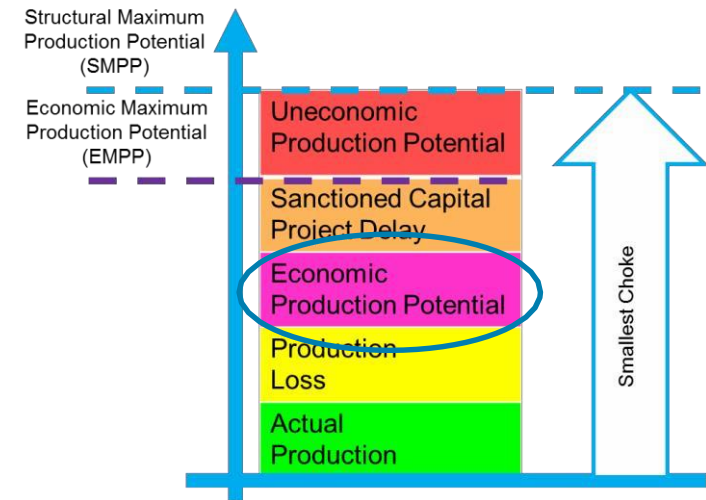 Structural Maximum
Production Potential
(SMPP)
Economic Maximum
Production Potential
(EMPP)
Uneconomic
Production Potential
Sanctioned Capital
Project Delay
Economic
Production Potential
Production
Loss
Actual
Production
Smallest Choke